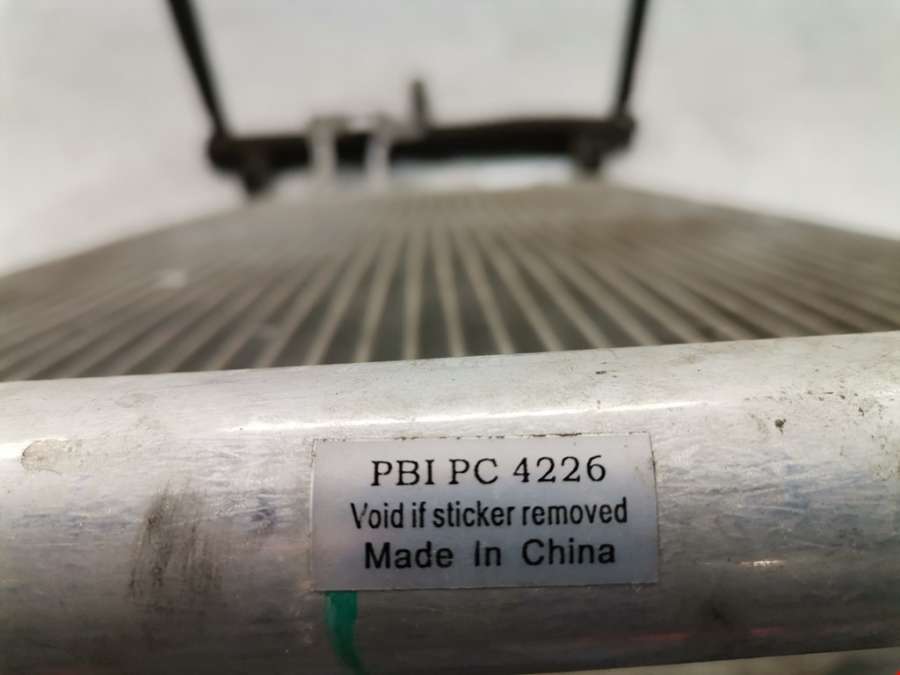 PBI PC 4226
Void if sticker removed
Made In China